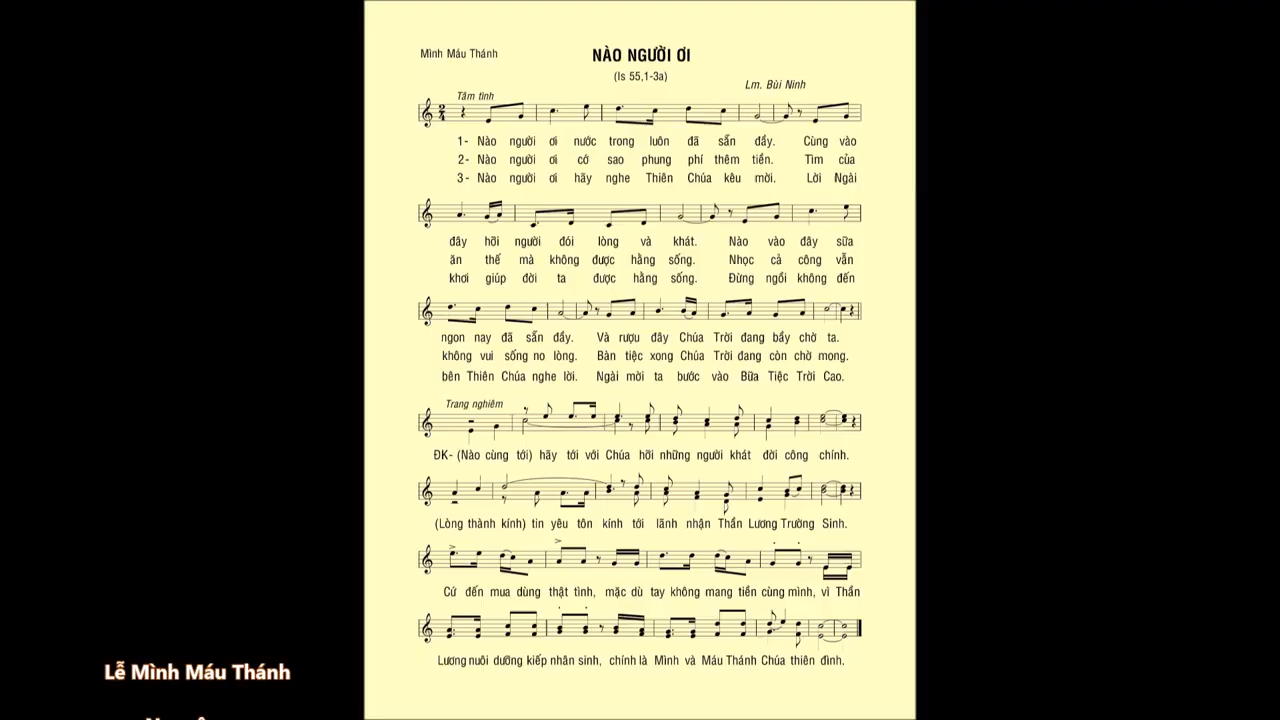 Mình Máu Thánh
NÀO NGƯỜI ƠI
(Is 55,1-3a)
Lm. Bùi Ninh
Tâm tình
1- Nào người ơi nước trong luôn đã sẵn đầy. Cùng vào
2- Nào người ơi cớ sao phung phí thêm tiền. Tìm của
3- Nào người ơi hãy nghe Thiên Chúa kêu mời. Lời Ngài
đây hỡi người đói lòng và khát. Nào vào đây sữa
ăn thế mà không được hằng sống. Nhọc cả công vẫn
khơi giúp đời ta được hằng sống. Đừng ngồi không đến
ngon nay đã sẵn đầy. Và rượu đây Chúa Trời đang bầy chờ ta.
không vui sống no lòng. Bàn tiệc xong Chúa Trời đang còn chờ mong.
bên Thiên Chúa nghe lời. Ngài mời ta bước vào Bữa Tiệc Trời Cao.
Trang nghiêm
ĐK- (Nào cùng tới) hãy tới với Chúa hỡi những người khát đời công chính.
(Lòng thành kính) tin yêu tôn kính tới lãnh nhận Thần Lương Trường Sinh.
Cứ đến mua dùng thật tình, mặc dù tay không mang tiền cùng mình, vì Thần
Lương nuôi dưỡng kiếp nhân sinh, chính là Mình và Máu Thánh Chúa thiên đình.
Lễ Mình Máu Thánh